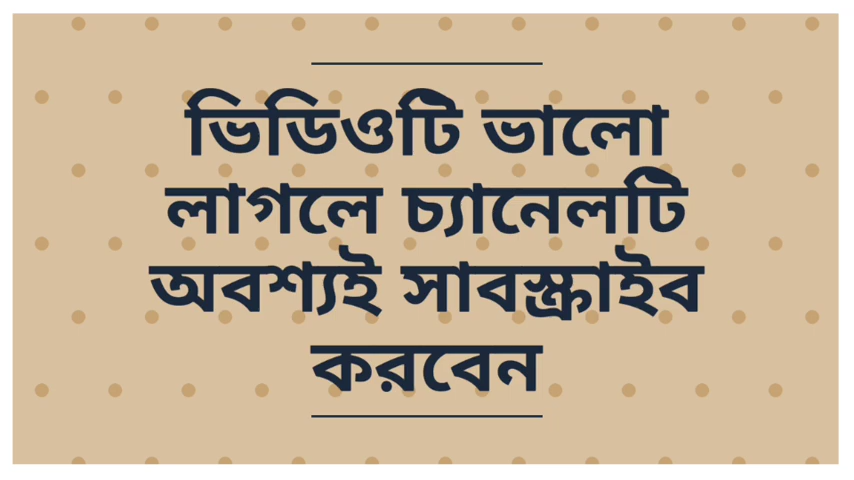 ভিডিওটি ভালো
লাগলে চ্যানেলটি
অবশ্যই সাবস্ক্রাইব
করবেন